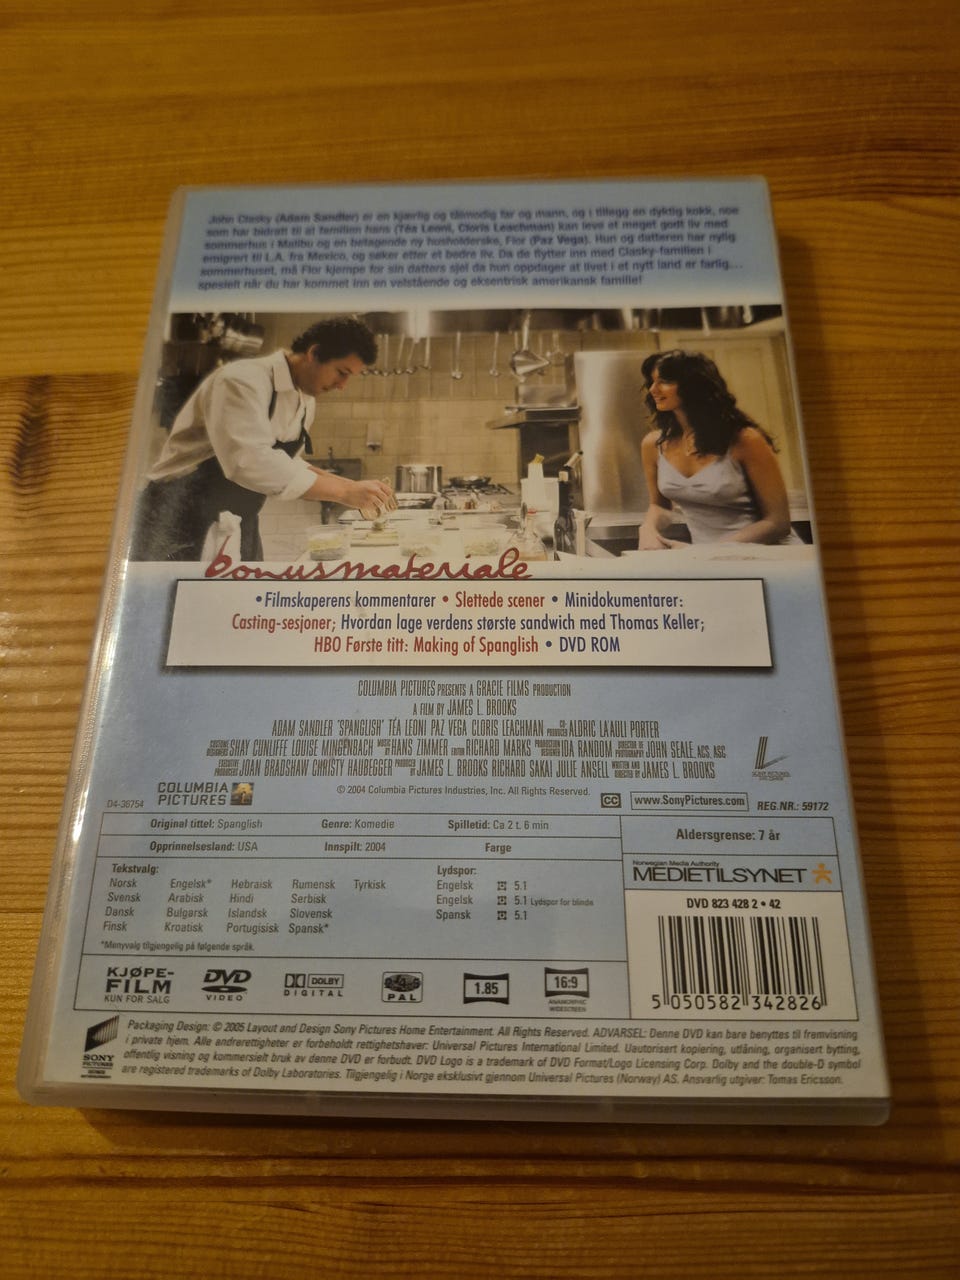 John Clasky (Adam Sandler) er en kjærlig og tålmodig far og mann, og i tillegg en dyktig kokk, noe
som har bidratt til at familien hans (Téa Leoni, Cloris Leachman) kan leve et meget godt liv med
sommerhus i Malibu og en betagende ny husholderske, Flor (Paz Vega). Hun og datteren har nylig
emigrert til L.A. fra Mexico, og søker etter et bedre liv. Da de flytter inn med Clasky-familien i
sommerhuset, må Flor kjempe for sin datters sjel da hun oppdager at livet i et nytt land er farlig...
spesielt når du har kommet inn en velstående og eksentrisk amerikansk familie!
bonusmateriale
• Filmskaperens kommentarer • Slettede scener • Minidokumentarer:
Casting-sesjoner; Hvordan lage verdens største sandwich med Thomas Keller;
HBO Første titt: Making of Spanglish • DVD ROM
COLUMBIA PICTURES PRESENTS A GRACIE FILMS PRODUCTION
A FILM BY JAMES L. BROOKS
ADAM SANDLER 'SPANGLISH' TÉA LEONI PAZ VEGA CLORIS LEACHMAN CO-PRODUCER ALDRIC LA'AULI PORTER
COSTUME DESIGNERS SHAY CUNLIFFE LOUISE MINGENBACH MUSIC BY HANS ZIMMER EDITOR RICHARD MARKS PRODUCTION DESIGNER IDA RANDOM DIRECTOR OF PHOTOGRAPHY JOHN SEALE, ACS, ASC
EXECUTIVE PRODUCERS JOAN BRADSHAW CHRISTY HAUBEGGER PRODUCED BY JAMES L. BROOKS RICHARD SAKAI JULIE ANSELL WRITTEN AND DIRECTED BY JAMES L. BROOKS
D4-36754 COLUMBIA PICTURES
© 2004 Columbia Pictures Industries, Inc. All Rights Reserved.
CC www.SonyPictures.com REG.NR.: 59172
Original tittel: Spanglish Genre: Komedie Spilletid: Ca 2 t. 6 min
Opprinnelsesland: USA Innspilt: 2004 Farge
Aldersgrense: 7 år
Norwegian Media Authority
MEDIETILSYNET
Tekstvalg:
Norsk Engelsk* Hebraisk Rumensk Tyrkisk
Svensk Arabisk Hindi Serbisk
Dansk Bulgarsk Islandsk Slovensk
Finsk Kroatisk Portugisisk Spansk*
*Menyvalg tilgjengelig på følgende språk.
Lydspor:
Engelsk 5.1
Engelsk 5.1 Lydspor for blinde
Spansk 5.1
DVD 823 428 2 • 42
5 050582 342826
KJØPE-
FILM
KUN FOR SALG
DVD
VIDEO
DOLBY
DIGITAL
PAL
1.85
16:9
ANAMORPHIC
WIDESCREEN
SONY
PICTURES
Packaging Design: © 2005 Layout and Design Sony Pictures Home Entertainment. All Rights Reserved. ADVARSEL: Denne DVD kan bare benyttes til fremvisning
i private hjem. Alle andrerettigheter er forbeholdt rettighetshaver: Universal Pictures International Limited. Uautorisert kopiering, utlåning, organisert bytting,
offentlig visning og kommersielt bruk av denne DVD er forbudt. DVD Logo is a trademark of DVD Format/Logo Licensing Corp. Dolby and the double-D symbol
are registered trademarks of Dolby Laboratories. Tilgjengelig i Norge eksklusivt gjennom Universal Pictures (Norway) AS. Ansvarlig utgiver: Tomas Ericsson.